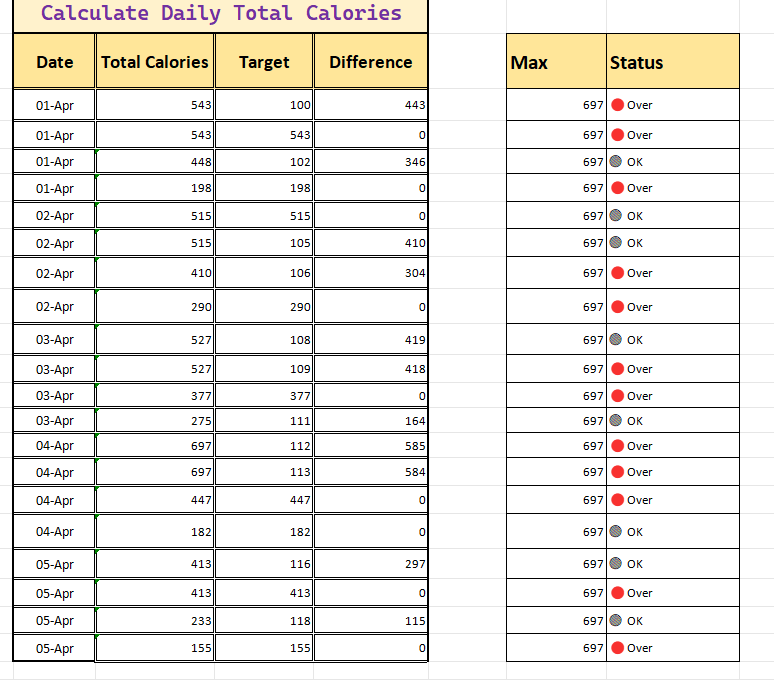 Calculate Daily Total Calories
Date Total Calories Target Difference Max Status
01-Apr 543 100 443 697 Over
01-Apr 543 543 0 697 Over
01-Apr 448 102 346 697 OK
01-Apr 198 198 0 697 Over
02-Apr 515 515 0 697 OK
02-Apr 515 105 410 697 OK
02-Apr 410 106 304 697 Over
02-Apr 290 290 0 697 Over
03-Apr 527 108 419 697 OK
03-Apr 527 109 418 697 Over
03-Apr 377 377 0 697 Over
03-Apr 275 111 164 697 OK
04-Apr 697 112 585 697 Over
04-Apr 697 113 584 697 Over
04-Apr 447 447 0 697 Over
04-Apr 182 182 0 697 OK
05-Apr 413 116 297 697 OK
05-Apr 413 413 0 697 Over
05-Apr 233 118 115 697 OK
05-Apr 155 155 0 697 Over